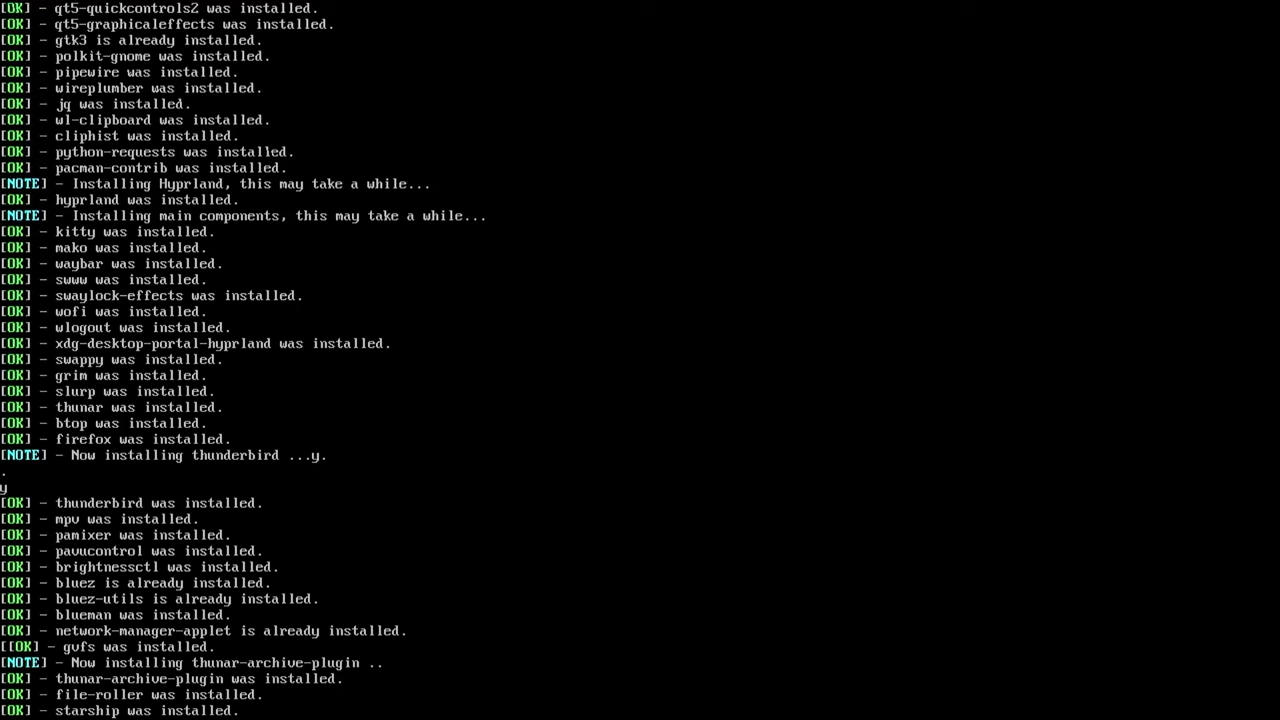 [OK] - qt5-quickcontrols2 was installed.
[OK] - qt5-graphicaleffects was installed.
[OK] - gtk3 is already installed.
[OK] - polkit-gnome was installed.
[OK] - pipewire was installed.
[OK] - wireplumber was installed.
[OK] - jq was installed.
[OK] - wl-clipboard was installed.
[OK] - cliphist was installed.
[OK] - python-requests was installed.
[OK] - pacman-contrib was installed.
[NOTE] - Installing Hyprland, this may take a while...
[OK] - hyprland was installed.
[NOTE] - Installing main components, this may take a while...
[OK] - kitty was installed.
[OK] - mako was installed.
[OK] - waybar was installed.
[OK] - swww was installed.
[OK] - swaylock-effects was installed.
[OK] - wofi was installed.
[OK] - wlogout was installed.
[OK] - xdg-desktop-portal-hyprland was installed.
[OK] - swappy was installed.
[OK] - grim was installed.
[OK] - slurp was installed.
[OK] - thunar was installed.
[OK] - btop was installed.
[OK] - firefox was installed.
[NOTE] - Now installing thunderbird ...y.
.
y
[OK] - thunderbird was installed.
[OK] - mpv was installed.
[OK] - pamixer was installed.
[OK] - pavucontrol was installed.
[OK] - brightnessctl was installed.
[OK] - bluez is already installed.
[OK] - bluez-utils is already installed.
[OK] - blueman was installed.
[OK] - network-manager-applet is already installed.
[[OK] - gvfs was installed.
[NOTE] - Now installing thunar-archive-plugin ..
[OK] - thunar-archive-plugin was installed.
[OK] - file-roller was installed.
[OK] - starship was installed.